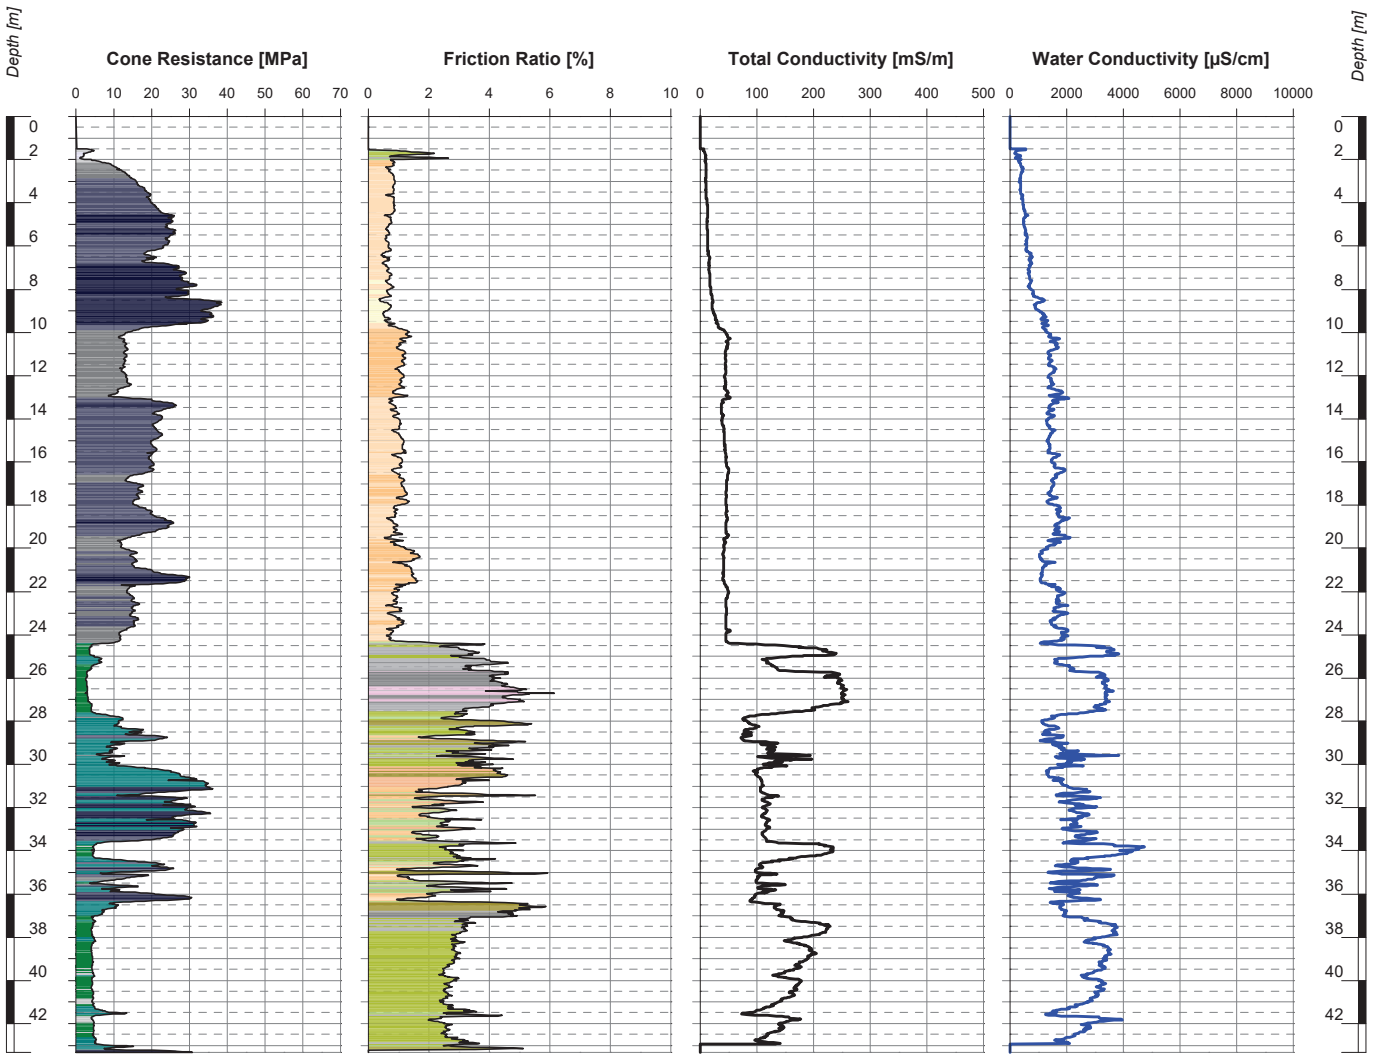 Depth [m]
Depth [m]
Cone Resistance [MPa]
Friction Ratio [%]
Total Conductivity [mS/m]
Water Conductivity [µS/cm]
0 10 20 30 40 50 60 70
0 2 4 6 8 10
0 100 200 300 400 500
0 2000 4000 6000 8000 10000
0 0
2 2
4 4
6 6
8 8
10 10
12 12
14 14
16 16
18 18
20 20
22 22
24 24
26 26
28 28
30 30
32 32
34 34
36 36
38 38
40 40
42 42